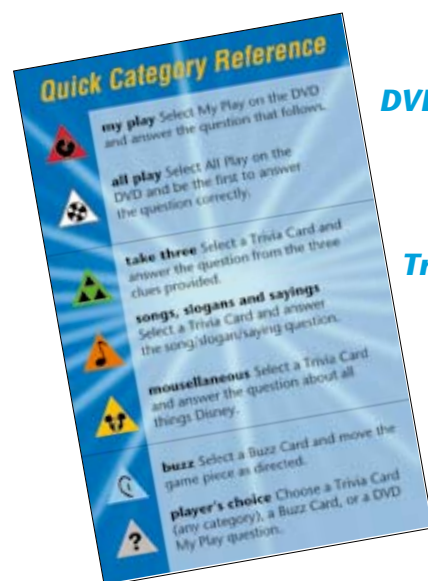 Quick Category Reference
my play Select My Play on the DVD
and answer the question that follows.
all play Select All Play on the
DVD and be the first to answer
the question correctly.
take three Select a Trivia Card and
answer the question from the three
clues provided.
songs, slogans and sayings
Select a Trivia Card and answer
the song/slogan/saying question.
mousellaneous Select a Trivia Card
and answer the question about all
things Disney.
buzz Select a Buzz Card and move the
game piece as directed.
player's choice Choose a Trivia Card
(any category), a Buzz Card, or a DVD
My Play question.
?
DVD
Tr